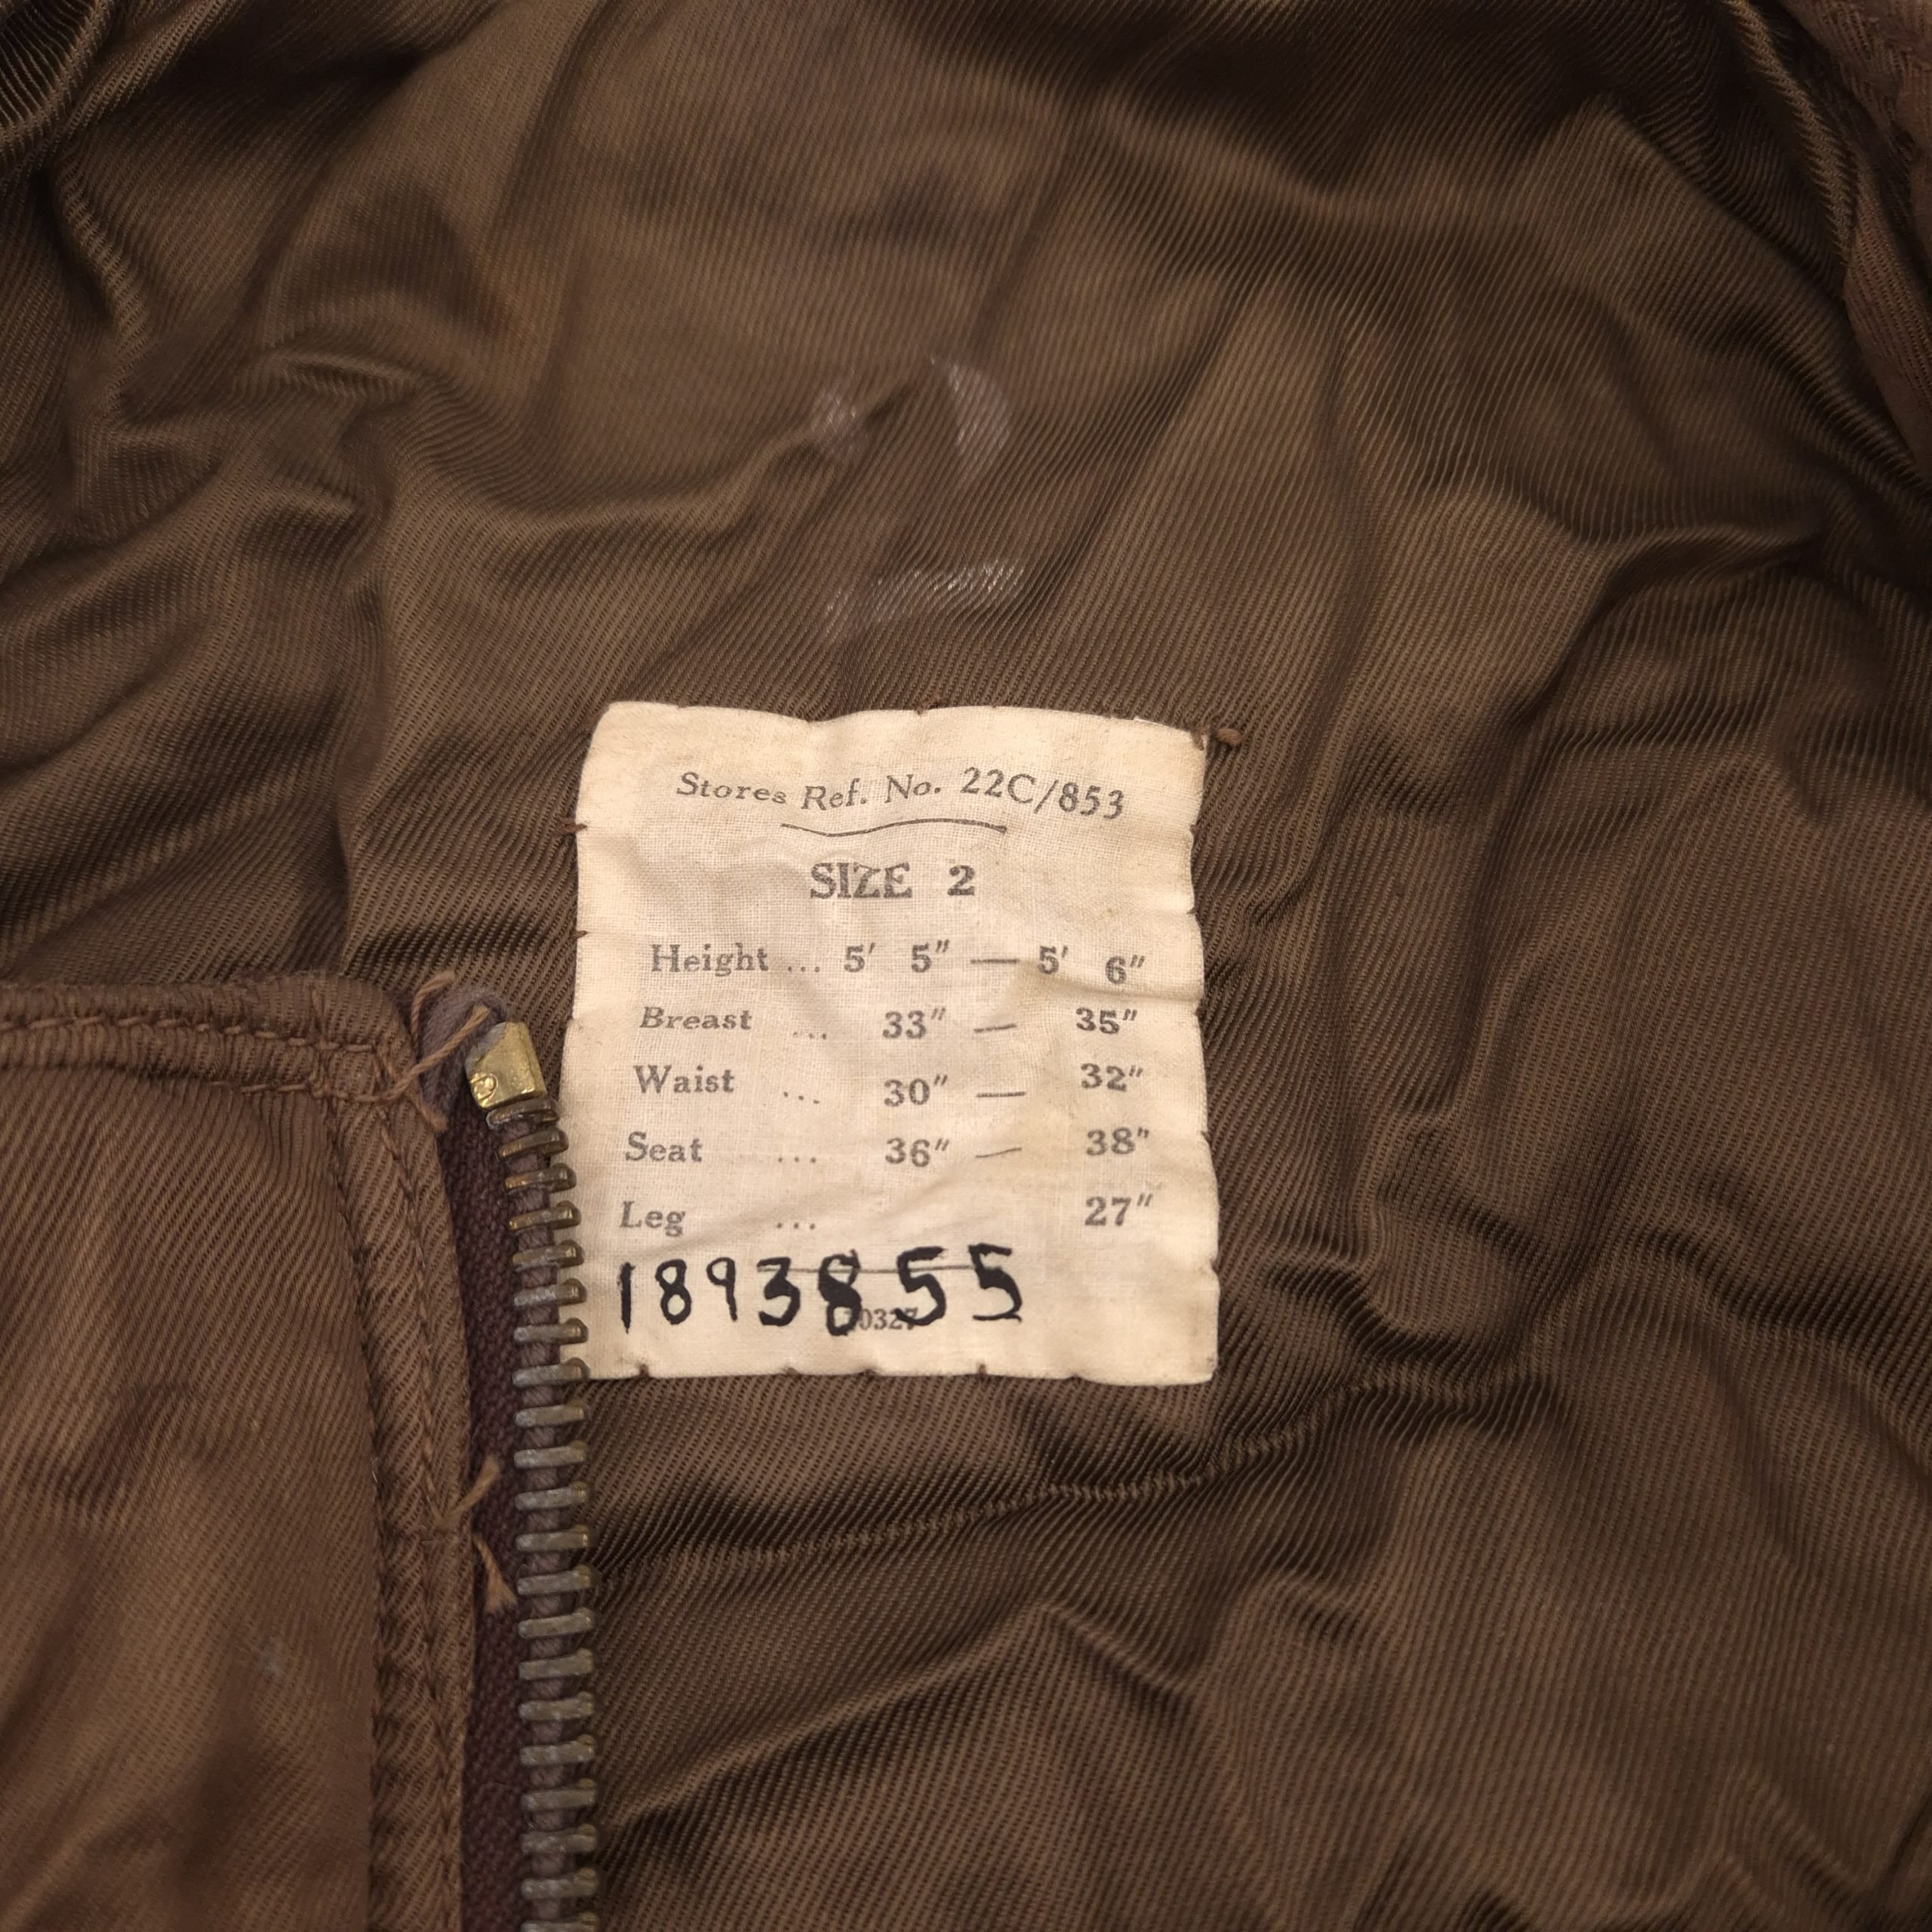 Stores Ref. No. 22C/853
SIZE 2
Height ... 5' 5" — 5' 6"
Breast ... 33" — 35"
Waist ... 30" — 32"
Seat ... 36" — 38"
Leg ... 27"
1893855